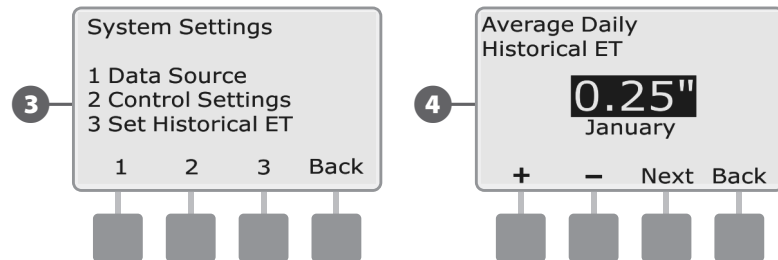 3
System Settings
1 Data Source
2 Control Settings
3 Set Historical ET
1 2 3 Back
4
Average Daily
Historical ET
0.25"
January
+ – Next Back